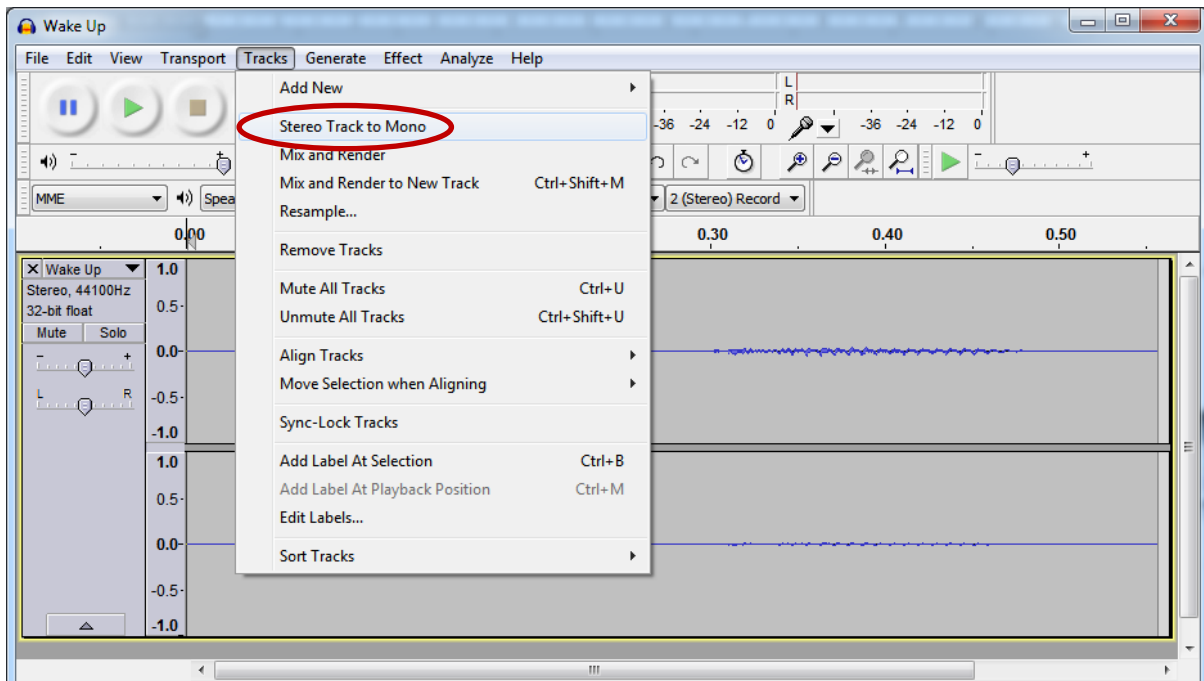 Wake Up
File Edit View Transport Tracks Generate Effect Analyze Help
Add New
Stereo Track to Mono
Mix and Render
Mix and Render to New Track Ctrl+Shift+M
Resample...
Remove Tracks
Mute All Tracks Ctrl+U
Unmute All Tracks Ctrl+Shift+U
Align Tracks
Move Selection when Aligning
Sync-Lock Tracks
Add Label At Selection Ctrl+B
Add Label At Playback Position Ctrl+M
Edit Labels...
Sort Tracks
L
R
-36 -24 -12 0 -36 -24 -12 0
- + - +
MME Spea 2 (Stereo) Record
0.00 0.30 0.40 0.50
X Wake Up
Stereo, 44100Hz
32-bit float
Mute Solo
- +
L R
1.0
0.5
0.0
-0.5
-1.0
1.0
0.5
0.0
-0.5
-1.0